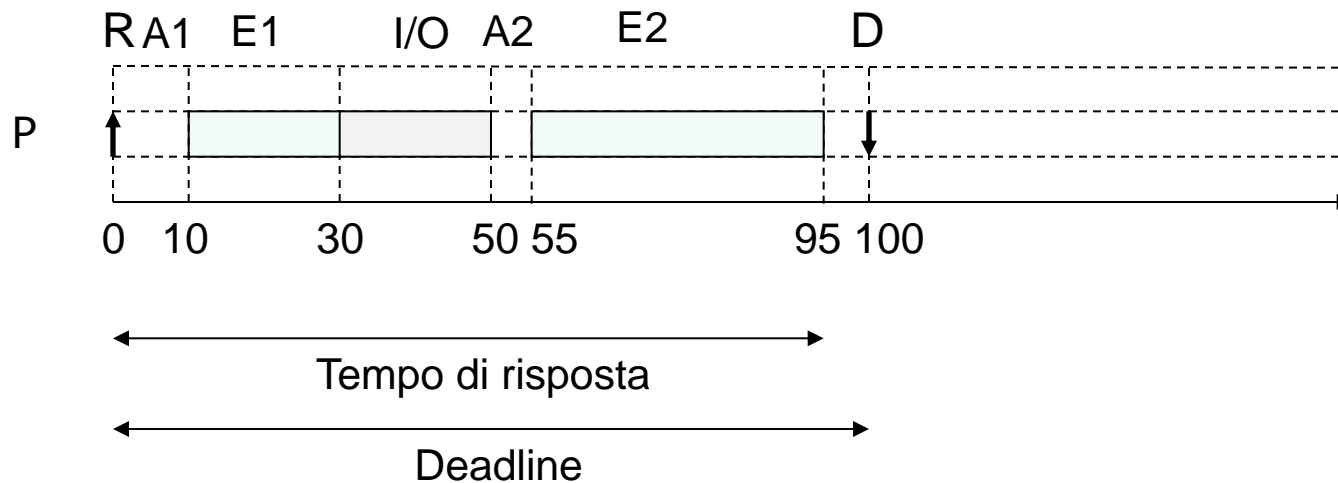 R A1 E1 I/O A2 E2 D
P
0 10 30 50 55 95 100
Tempo di risposta
Deadline